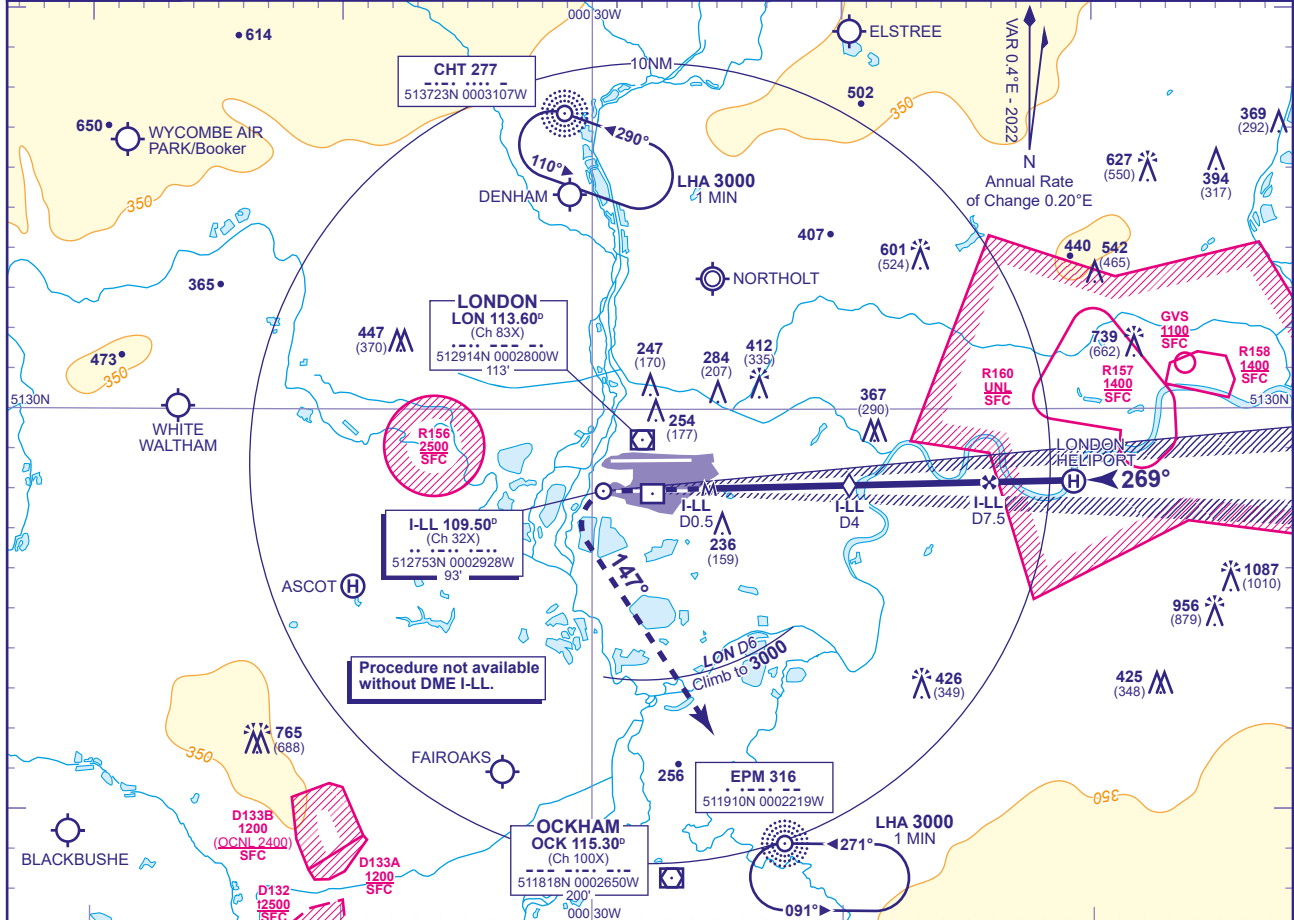 000 30W
614
ELSTREE
VAR 0.4°E - 2022
10NM
CHT 277
513723N 0003107W
502
350
369
(292)
650
WYCOMBE AIR
PARK/Booker
290°
N
627
(550)
394
(317)
110°
Annual Rate
of Change 0.20°E
LHA 3000
1 MIN
DENHAM
350
407
601
(524)
440
542
(465)
365
NORTHOLT
LONDON
LON 113.60ᴰ
(Ch 83X)
512914N 0002800W
113'
447
(370)
739
(662)
GVS
1100
SFC
R158
1400
SFC
473
350
247
(170)
284
(207)
412
(335)
R160
UNL
SFC
R157
1400
SFC
5130N
5130N
367
(290)
254
(177)
WHITE
WALTHAM
R156
2500
SFC
LONDON
HELIPORT
H
269°
I-LL
D0.5
I-LL
D4
I-LL
D7.5
I-LL 109.50ᴰ
(Ch 32X)
512753N 0002928W
93'
236
(159)
147°
ASCOT
H
1087
(1010)
956
(879)
LON D6
Climb to 3000
Procedure not available
without DME I-LL.
426
(349)
425
(348)
765
(688)
350
FAIROAKS
256
EPM 316
511910N 0002219W
350
D133B
1200
(OCNL 2400)
SFC
OCKHAM
OCK 115.30ᴰ
(Ch 100X)
511818N 0002650W
200'
LHA 3000
1 MIN
271°
BLACKBUSHE
D133A
1200
SFC
D132
2500
SFC
091°
000 30W